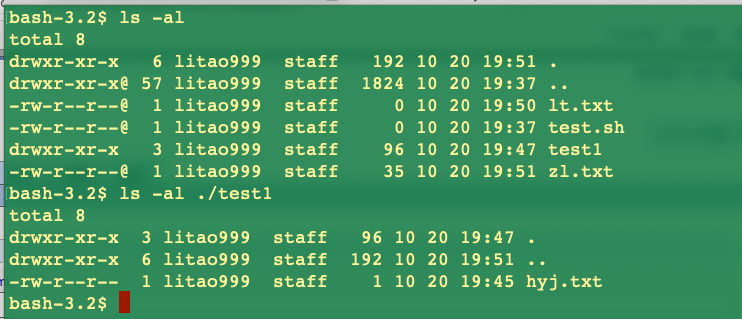 bash-3.2$ ls -al
total 8
drwxr-xr-x   6 litao999  staff   192 10 20 19:51 .
drwxr-xr-x@ 57 litao999  staff  1824 10 20 19:37 ..
-rw-r--r--@  1 litao999  staff     0 10 20 19:50 lt.txt
-rw-r--r--@  1 litao999  staff     0 10 20 19:37 test.sh
drwxr-xr-x   3 litao999  staff    96 10 20 19:47 test1
-rw-r--r--@  1 litao999  staff    35 10 20 19:51 zl.txt
bash-3.2$ ls -al ./test1
total 8
drwxr-xr-x  3 litao999  staff   96 10 20 19:47 .
drwxr-xr-x  6 litao999  staff  192 10 20 19:51 ..
-rw-r--r--  1 litao999  staff    1 10 20 19:45 hyj.txt
bash-3.2$